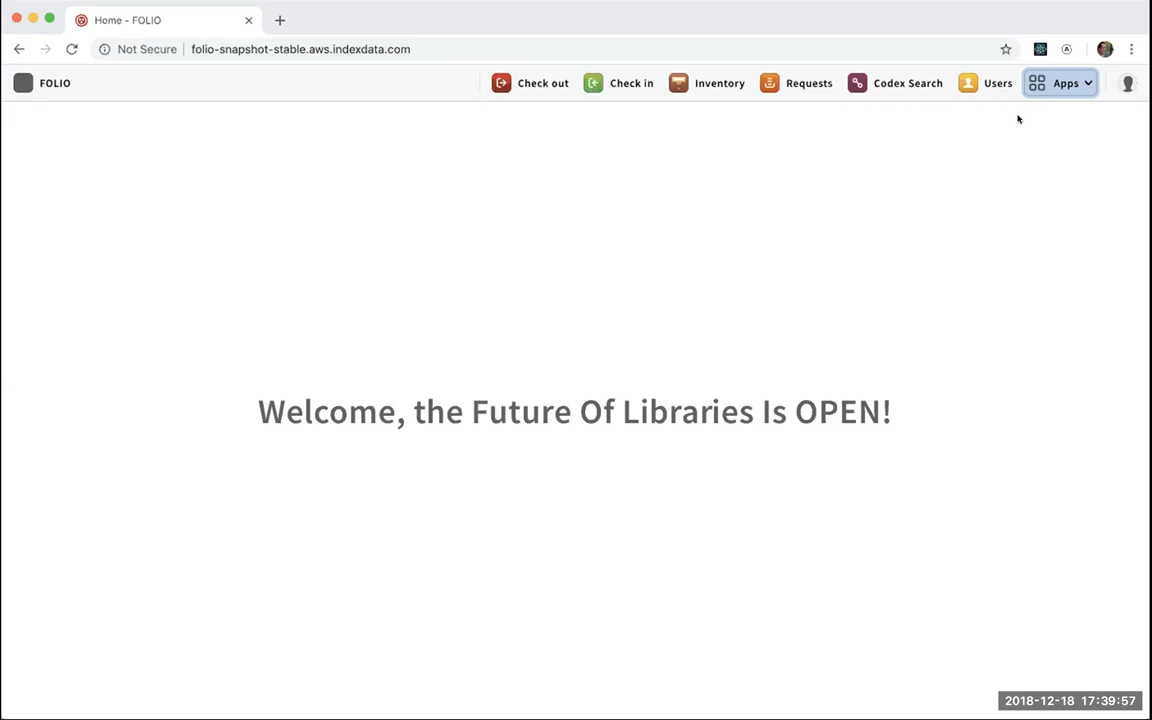 Home - FOLIO
Not Secure folio-snapshot-stable.aws.indexdata.com
FOLIO Check out Check in Inventory Requests Codex Search Users Apps
Welcome, the Future Of Libraries Is OPEN!
2018-12-18 17:39:57